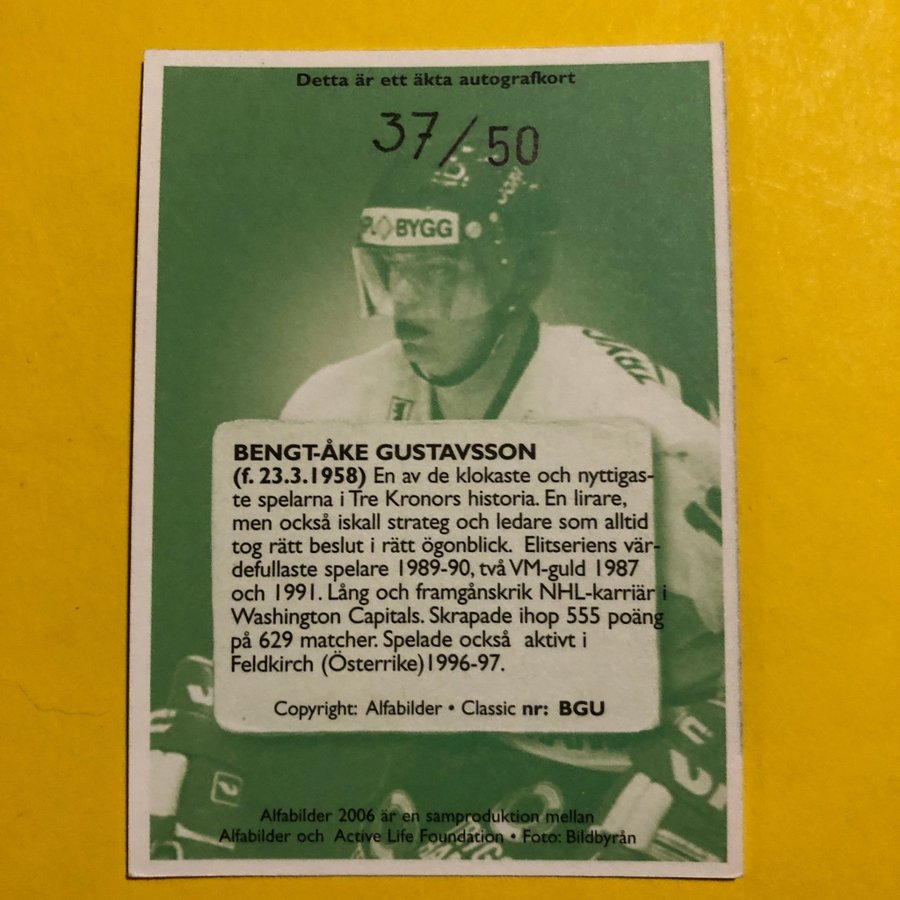 Detta är ett äkta autografkort
37/50
BYGG
BENGT-ÅKE GUSTAVSSON
(f. 23.3.1958) En av de klokaste och nyttigas-
te spelarna i Tre Kronors historia. En lirare,
men också iskall strateg och ledare som alltid
tog rätt beslut i rätt ögonblick. Elitseriens vär-
defullaste spelare 1989-90, två VM-guld 1987
och 1991. Lång och framgånskrik NHL-karriär i
Washington Capitals. Skrapade ihop 555 poäng
på 629 matcher. Spelade också aktivt i
Feldkirch (Österrike)1996-97.
Copyright: Alfabilder • Classic nr: BGU
Alfabilder 2006 är en samproduktion mellan
Alfabilder och Active Life Foundation • Foto: Bildbyrån